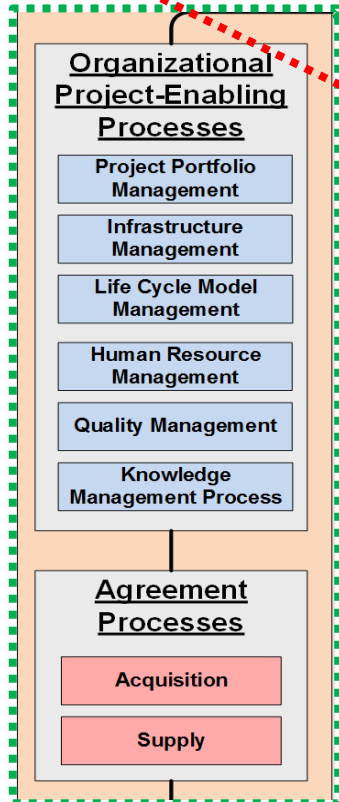 Organizational
Project-Enabling
Processes
Project Portfolio
Management
Infrastructure
Management
Life Cycle Model
Management
Human Resource
Management
Quality Management
Knowledge
Management Process
Agreement
Processes
Acquisition
Supply